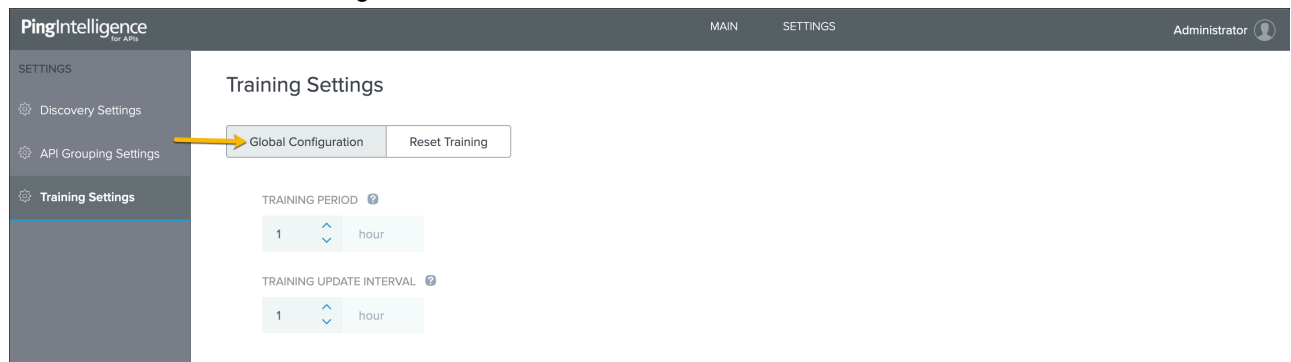 PingIntelligence
for APIs
MAIN SETTINGS
Administrator
SETTINGS
Discovery Settings
API Grouping Settings
Training Settings
Training Settings
Global Configuration Reset Training
TRAINING PERIOD ?
1 hour
TRAINING UPDATE INTERVAL ?
1 hour